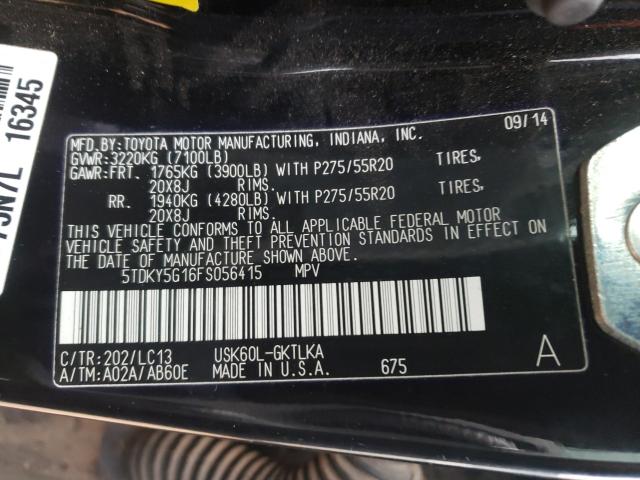 16345
MFD.BY:TOYOTA MOTOR MANUFACTURING, INDIANA, INC. 09/14
GVWR:3220KG (7100LB)
GAWR:FRT. 1765KG (3900LB) WITH P275/55R20 TIRES,
20X8J RIMS.
RR. 1940KG (4280LB) WITH P275/55R20 TIRES,
20X8J RIMS.
THIS VEHICLE CONFORMS TO ALL APPLICABLE FEDERAL MOTOR
VEHICLE SAFETY AND THEFT PREVENTION STANDARDS IN EFFECT
ON THE DATE OF MANUFACTURE SHOWN ABOVE.
5TDKY5G16FS056415 MPV
C/TR:202/LC13 USK60L-GKTLKA
A/TM:A02A/AB60E MADE IN U.S.A. 675 A